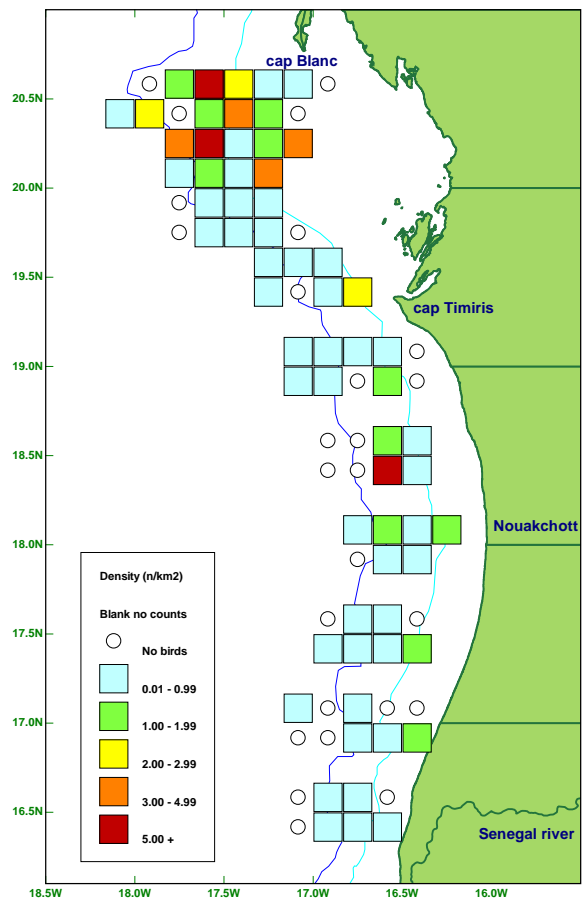 cap Blanc
20.5N
20.0N
19.5N
cap Timiris
19.0N
18.5N
Nouakchott
18.0N
Density (n/km2)
Blank no counts
No birds
0.01 - 0.99
1.00 - 1.99
2.00 - 2.99
3.00 - 4.99
5.00 +
17.5N
17.0N
16.5N
Senegal river
18.5W
18.0W
17.5W
17.0W
16.5W
16.0W